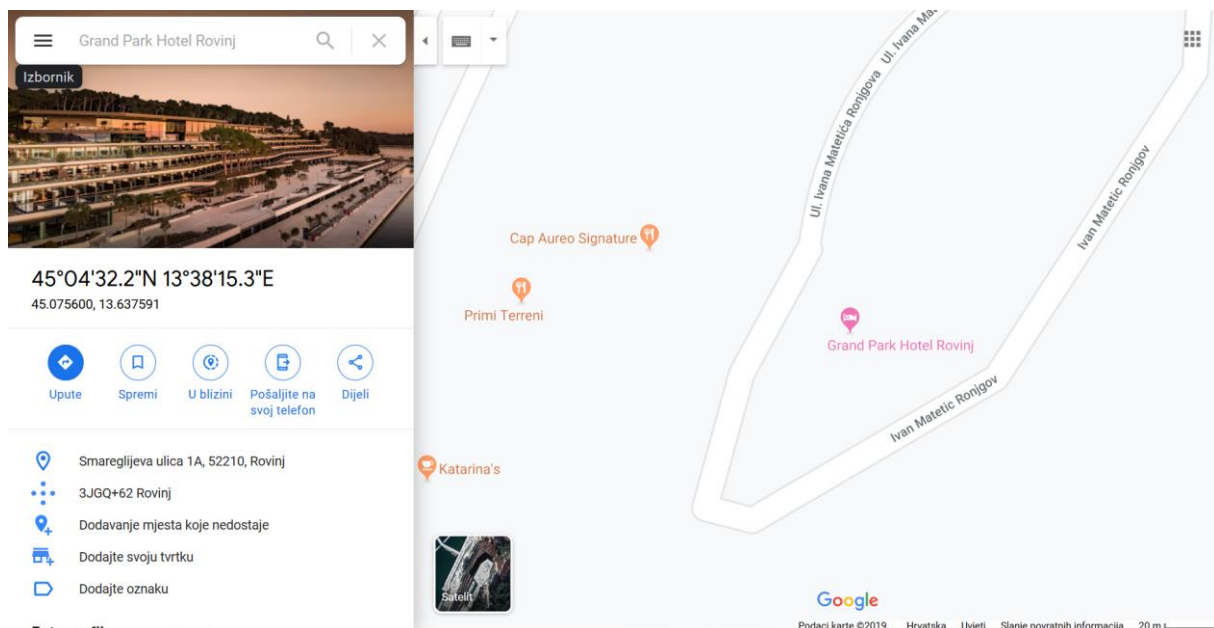 Grand Park Hotel Rovinj
Izbornik
45°04'32.2"N 13°38'15.3"E
45.075600, 13.637591
Upute
Spremi
U blizini
Pošaljite na
svoj telefon
Dijeli
Smareglijeva ulica 1A, 52210, Rovinj
3JGQ+62 Rovinj
Dodavanje mjesta koje nedostaje
Dodajte svoju tvrtku
Dodajte oznaku
Ul. Ivana Matetića Ronjgova
Ul. Ivana
Ivan Matetic Ronjgov
Cap Aureo Signature
Primi Terreni
Grand Park Hotel Rovinj
Ivan Matetic Ronjgov
Katarina's
Satelit
Google
Podaci karte ©2019 Hrvatska Uvjeti Slanje povratnih informacija 20 m